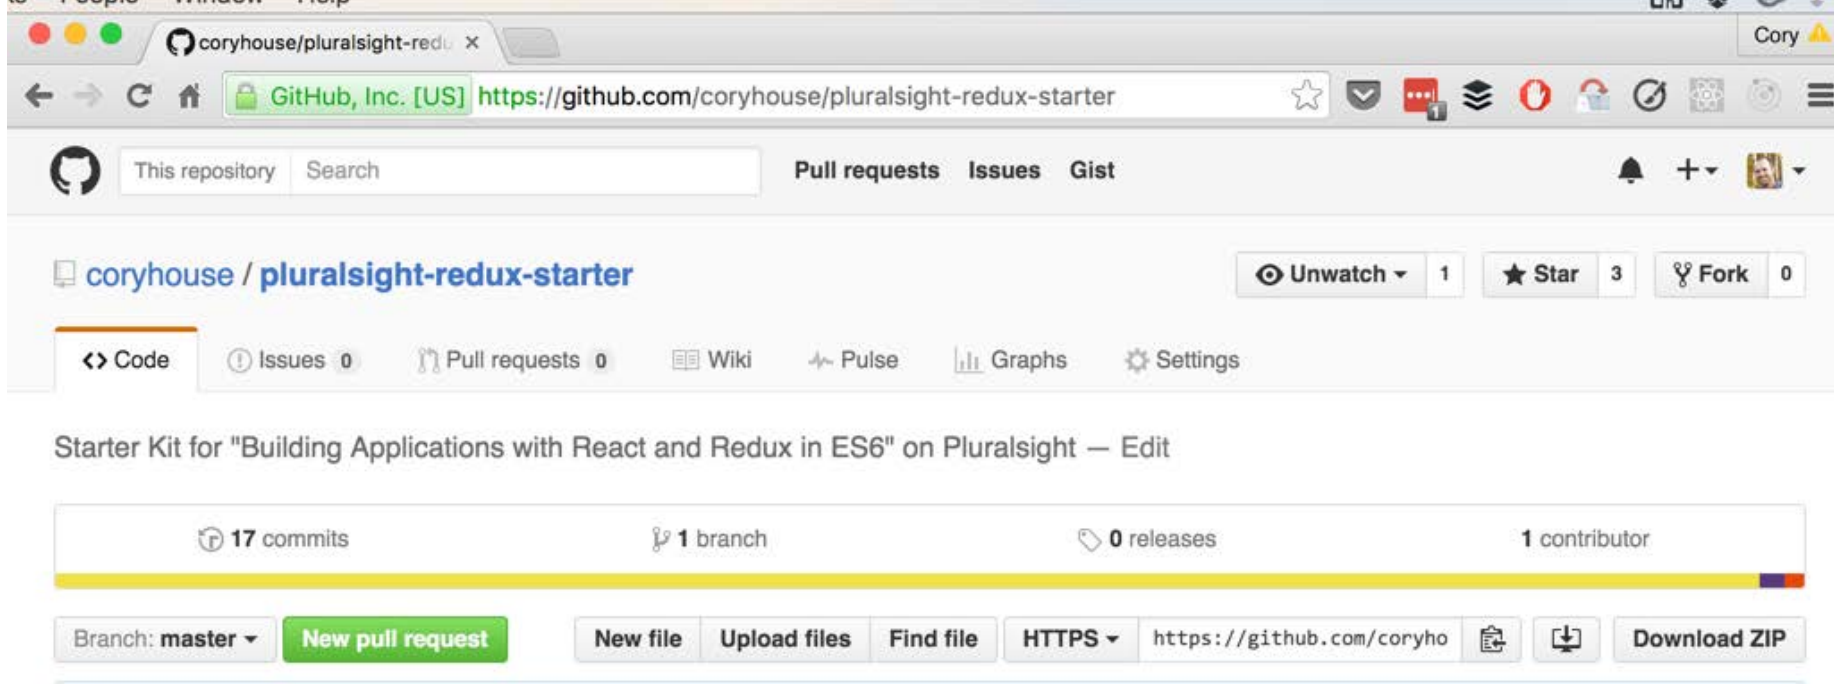 People Window Help
coryhouse/pluralsight-redu ×
Cory
GitHub, Inc. [US] https://github.com/coryhouse/pluralsight-redux-starter
1
This repository Search Pull requests Issues Gist
coryhouse / pluralsight-redux-starter Unwatch 1 Star 3 Fork 0
Code Issues 0 Pull requests 0 Wiki Pulse Graphs Settings
Starter Kit for "Building Applications with React and Redux in ES6" on Pluralsight — Edit
17 commits 1 branch 0 releases 1 contributor
Branch: master New pull request New file Upload files Find file HTTPS https://github.com/coryho Download ZIP